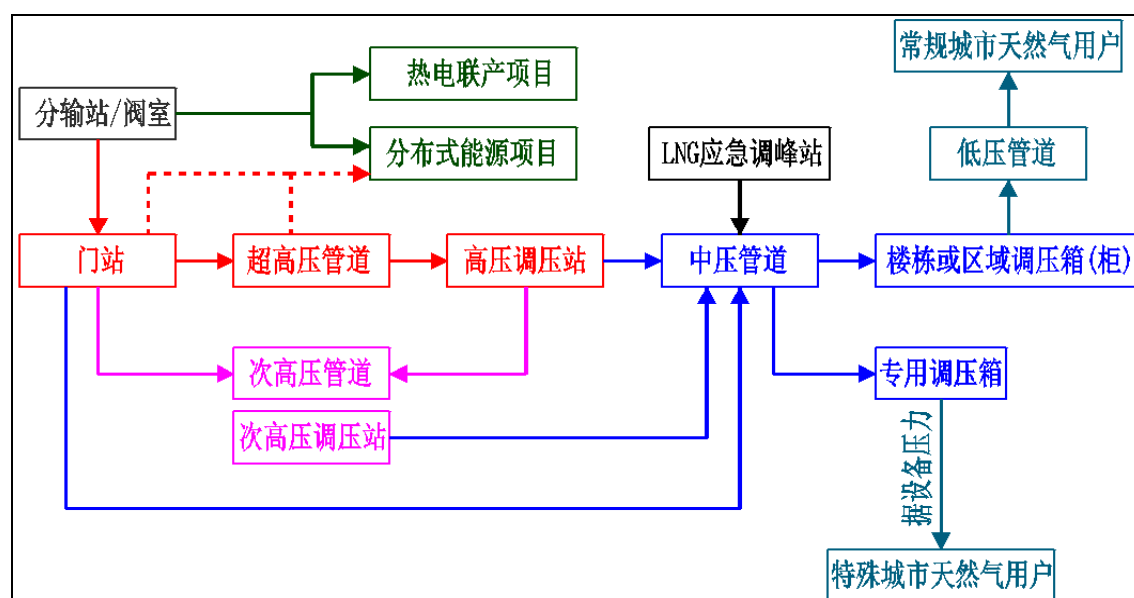 常规城市天然气用户
热电联产项目
分输站/阀室
分布式能源项目
LNG应急调峰站
低压管道
门站
超高压管道
高压调压站
中压管道
楼栋或区域调压箱(柜)
次高压管道
专用调压箱
次高压调压站
据设备压力
特殊城市天然气用户